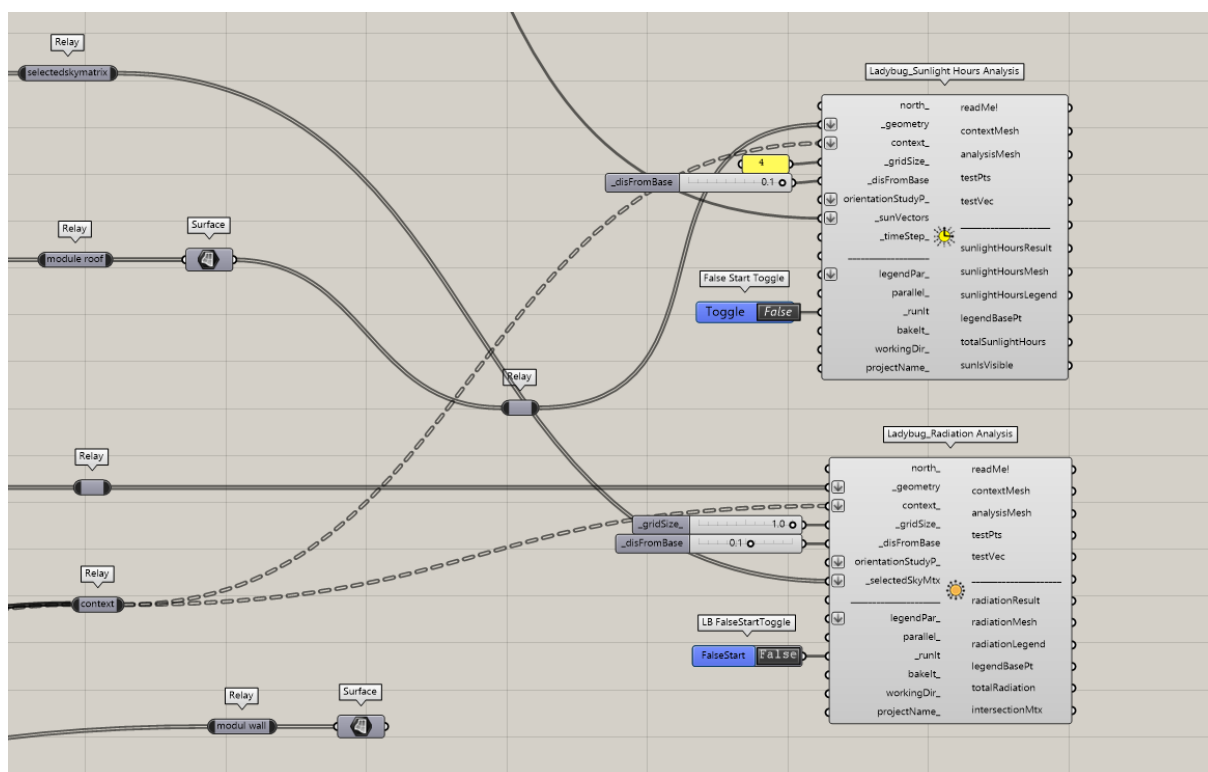 Relay
selectedskymatrix
Relay
module roof
Surface
Relay
Relay
Relay
context
Relay
modul wall
Surface
Ladybug_Sunlight Hours Analysis
north_
_geometry
context_
_gridSize_
_disFromBase
orientationStudyP_
_sunVectors
_timeStep_
legendPar_
parallel_
_runIt
bakeIt_
workingDir_
projectName_
readMe!
contextMesh
analysisMesh
testPts
testVec
sunlightHoursResult
sunlightHoursMesh
sunlightHoursLegend
legendBasePt
totalSunlightHours
sunIsVisible
4
_disFromBase 0.1
False Start Toggle
Toggle False
Ladybug_Radiation Analysis
north_
_geometry
context_
_gridSize_
_disFromBase
orientationStudyP_
_selectedSkyMtx
legendPar_
parallel_
_runIt
bakeIt_
workingDir_
projectName_
readMe!
contextMesh
analysisMesh
testPts
testVec
radiationResult
radiationMesh
radiationLegend
legendBasePt
totalRadiation
intersectionMtx
_gridSize_ 1.0
_disFromBase 0.1
LB FalseStartToggle
FalseStart False